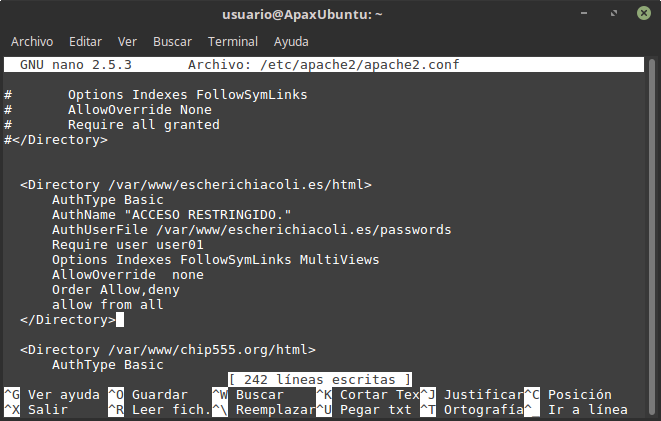 usuario@ApaxUbuntu: ~
Archivo Editar Ver Buscar Terminal Ayuda
GNU nano 2.5.3 Archivo: /etc/apache2/apache2.conf
# Options Indexes FollowSymLinks
# AllowOverride None
# Require all granted
#</Directory>
<Directory /var/www/escherichiacoli.es/html>
AuthType Basic
AuthName "ACCESO RESTRINGIDO."
AuthUserFile /var/www/escherichiacoli.es/passwords
Require user user01
Options Indexes FollowSymLinks MultiViews
AllowOverride none
Order Allow,deny
allow from all
</Directory>
<Directory /var/www/chip555.org/html>
AuthType Basic
[ 242 líneas escritas ]
^G Ver ayuda ^O Guardar ^W Buscar ^K Cortar Tex^J Justificar^C Posición
^X Salir ^R Leer fich.^\ Reemplazar^U Pegar txt ^T Ortografía^_ Ir a línea